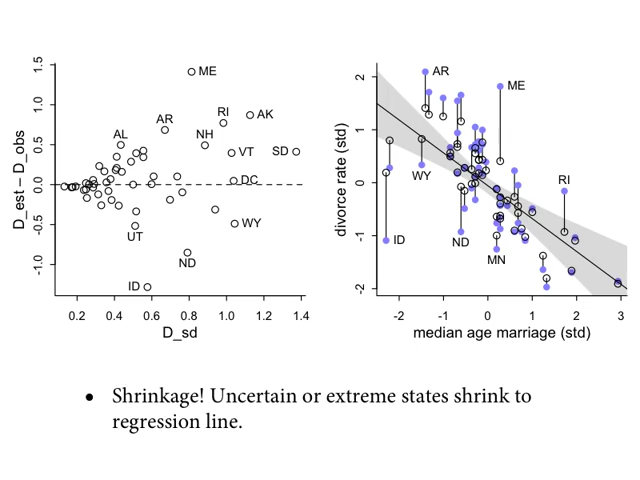 1.5
1.0
0.5
0.0
-0.5
-1.0
D_est − D_obs
ME
RI
AK
AR
AL
NH
VT
SD
DC
WY
UT
ND
ID
0.2 0.4 0.6 0.8 1.0 1.2 1.4
D_sd
2
1
0
-1
-2
divorce rate (std)
AR
ME
WY
RI
ID
ND
MN
-2 -1 0 1 2 3
median age marriage (std)
• Shrinkage! Uncertain or extreme states shrink to
regression line.